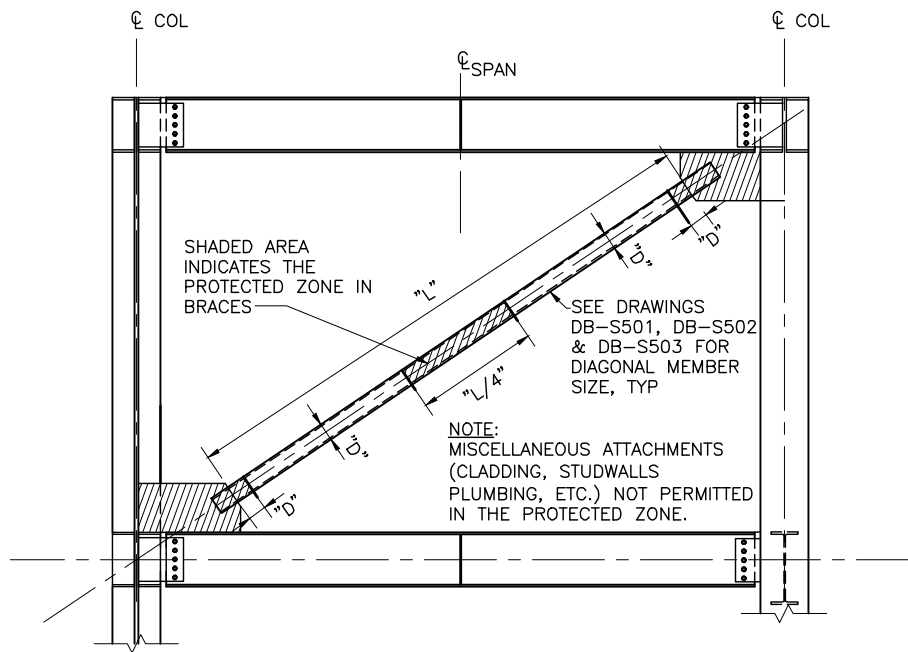 ℄ COL
℄ COL
℄ SPAN
"D"
SHADED AREA
INDICATES THE
PROTECTED ZONE IN
BRACES
"L"
"D"
SEE DRAWINGS
DB-S501, DB-S502
& DB-S503 FOR
DIAGONAL MEMBER
SIZE, TYP
"L/4"
"D"
"D"
NOTE:
MISCELLANEOUS ATTACHMENTS
(CLADDING, STUDWALLS
PLUMBING, ETC.) NOT PERMITTED
IN THE PROTECTED ZONE.